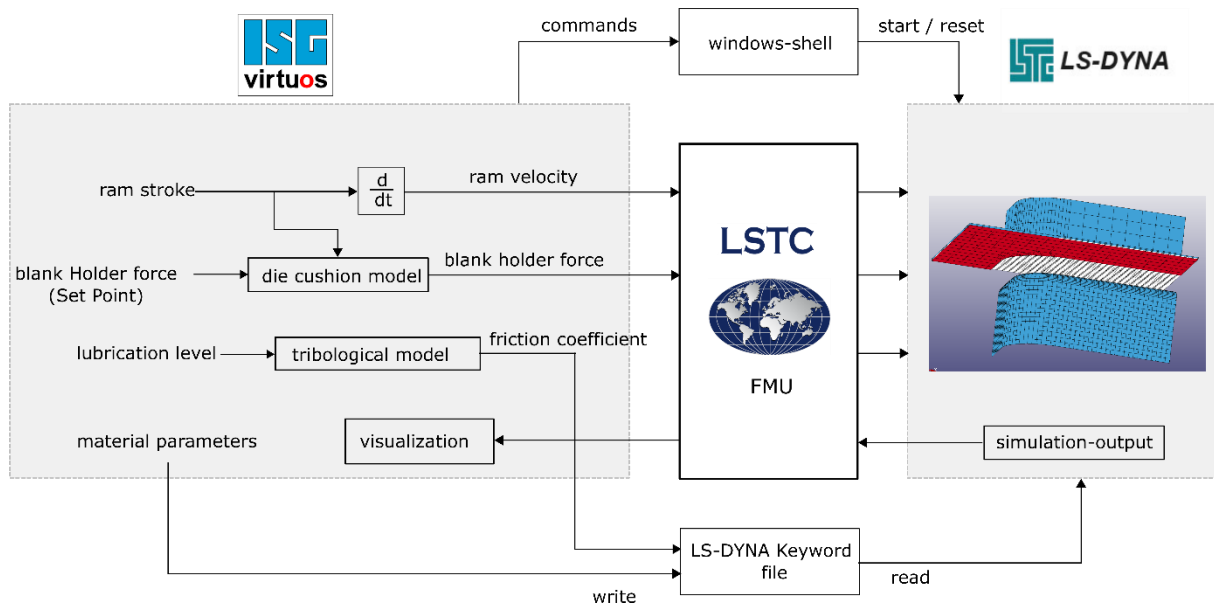 ISG
virtuos
commands
windows-shell
start / reset
LSTC
LS-DYNA
ram stroke
d
dt
ram velocity
blank Holder force
(Set Point)
die cushion model
blank holder force
lubrication level
tribological model
friction coefficient
material parameters
visualization
LSTC
FMU
simulation-output
LS-DYNA Keyword
file
write
read